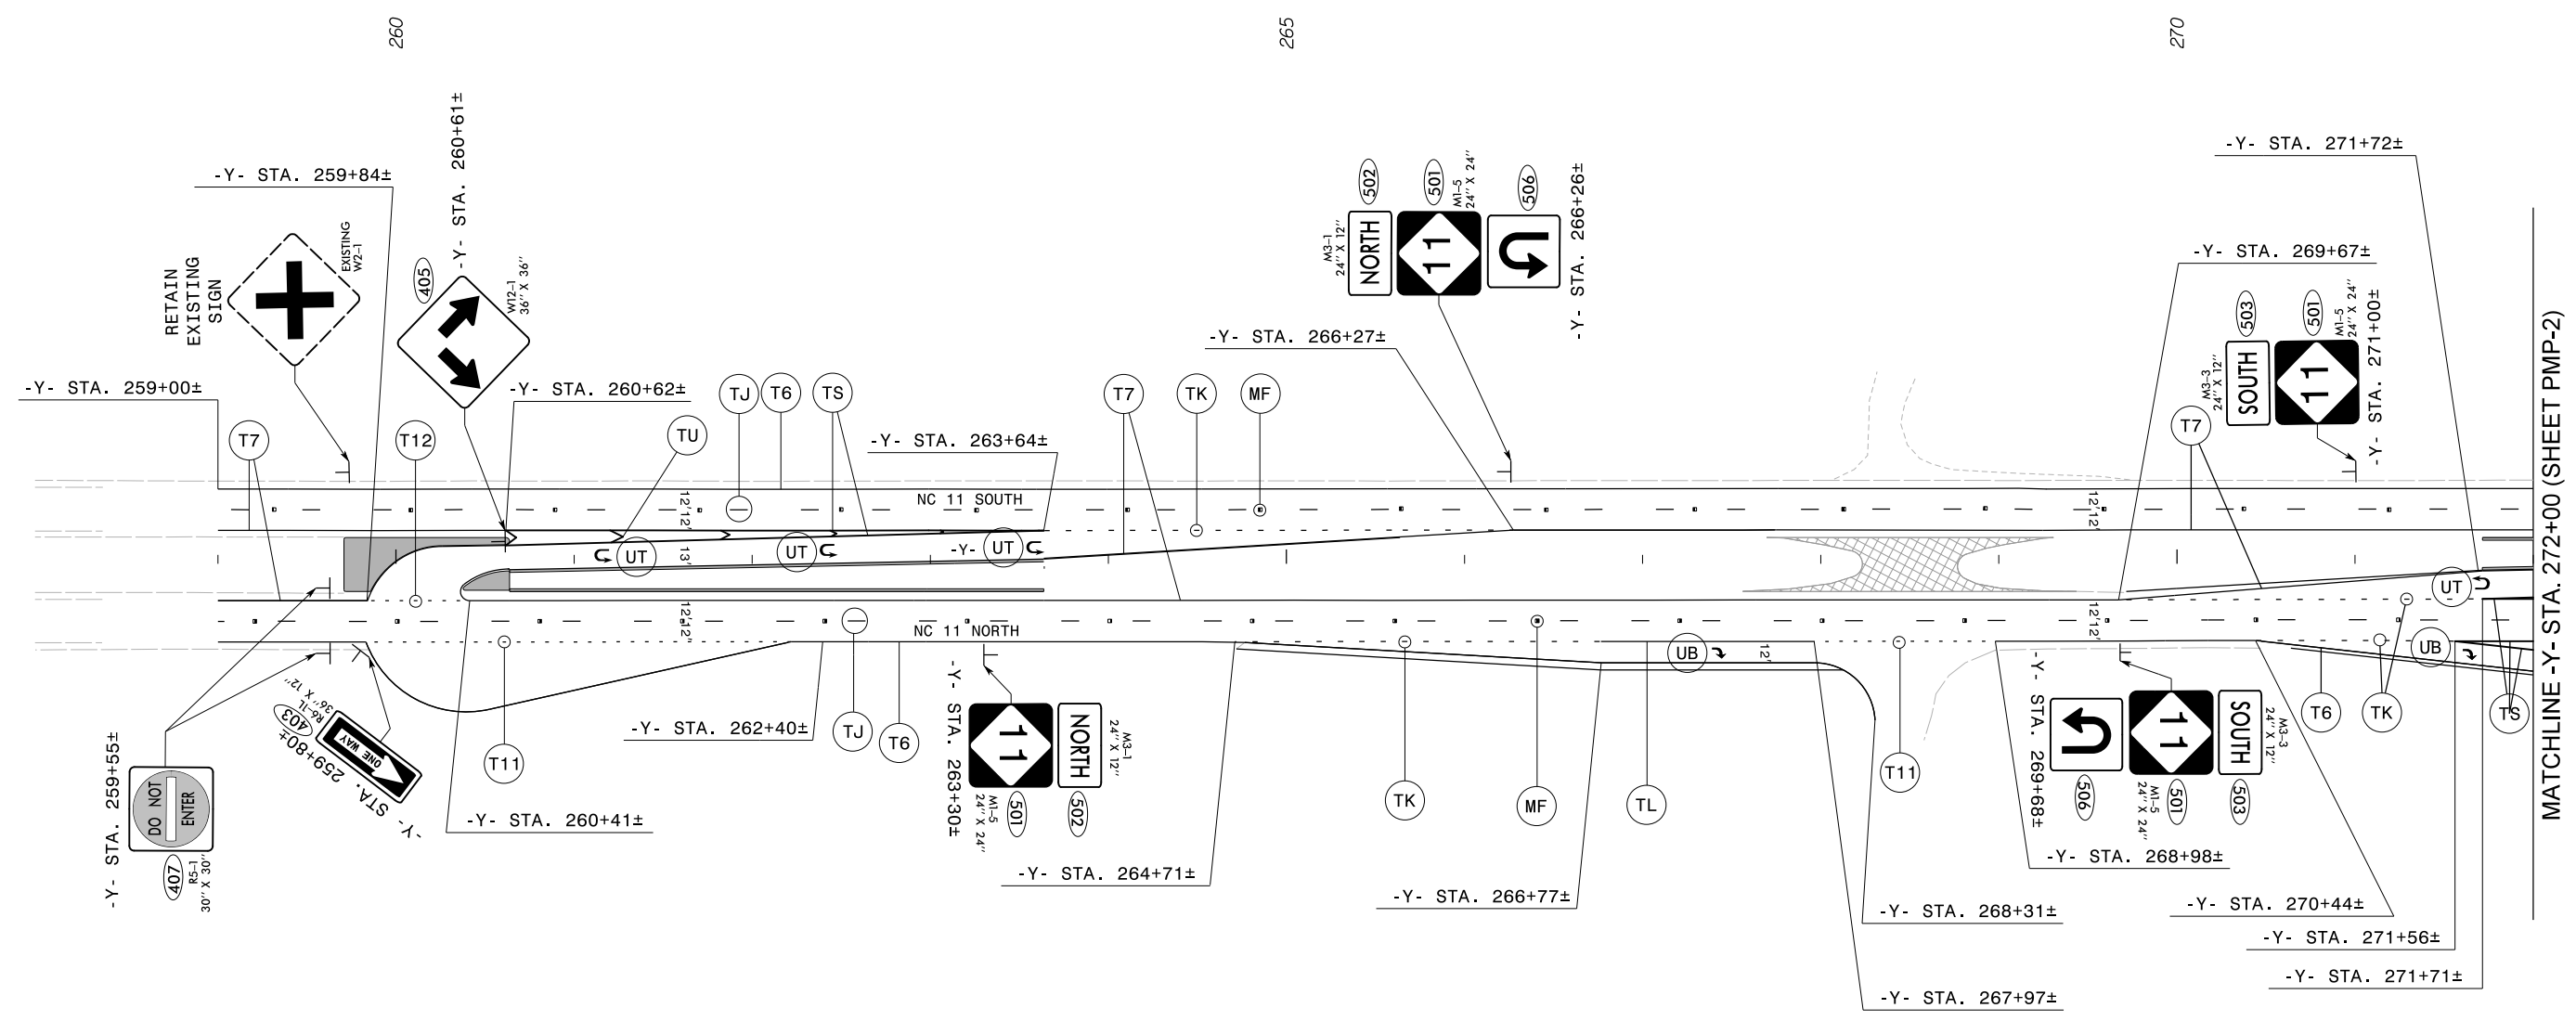 260
265
270
-Y- STA. 259+84±
-Y- STA. 260+61±
RETAIN
EXISTING
SIGN
EXISTING
W2-1
405
W12-1
36" X 36"
-Y- STA. 259+00±
-Y- STA. 260+62±
T7
T12
TU
TJ
T6
TS
-Y- STA. 263+64±
T7
TK
MF
502
M3-1
24" X 12"
NORTH
501
M1-5
24" X 24"
11
506
-Y- STA. 266+26±
-Y- STA. 266+27±
-Y- STA. 271+72±
-Y- STA. 269+67±
503
M3-3
24" X 12"
SOUTH
501
M1-5
24" X 24"
11
-Y- STA. 271+00±
T7
MATCHLINE -Y- STA. 272+00 (SHEET PMP-2)
NC 11 SOUTH
12'
12'
12'
12'
UT
UT
-Y-
UT
13'
UT
12'
12'
NC 11 NORTH
12'
12'
UB
12'
UB
-Y- STA. 259+55±
DO NOT
ENTER
407
R5-1
30" X 30"
R6-1L
36" X 12"
403
ONE WAY
-Y- STA. 259+80±
T11
-Y- STA. 260+41±
-Y- STA. 262+40±
TJ
T6
-Y- STA. 263+30±
11
M1-5
24" X 24"
501
NORTH
M3-1
24" X 12"
502
-Y- STA. 264+71±
TK
MF
TL
-Y- STA. 266+77±
T11
-Y- STA. 268+31±
-Y- STA. 267+97±
-Y- STA. 269+68±
506
11
M1-5
24" X 24"
501
SOUTH
M3-3
24" X 12"
503
-Y- STA. 268+98±
T6
TK
TS
-Y- STA. 270+44±
-Y- STA. 271+56±
-Y- STA. 271+71±